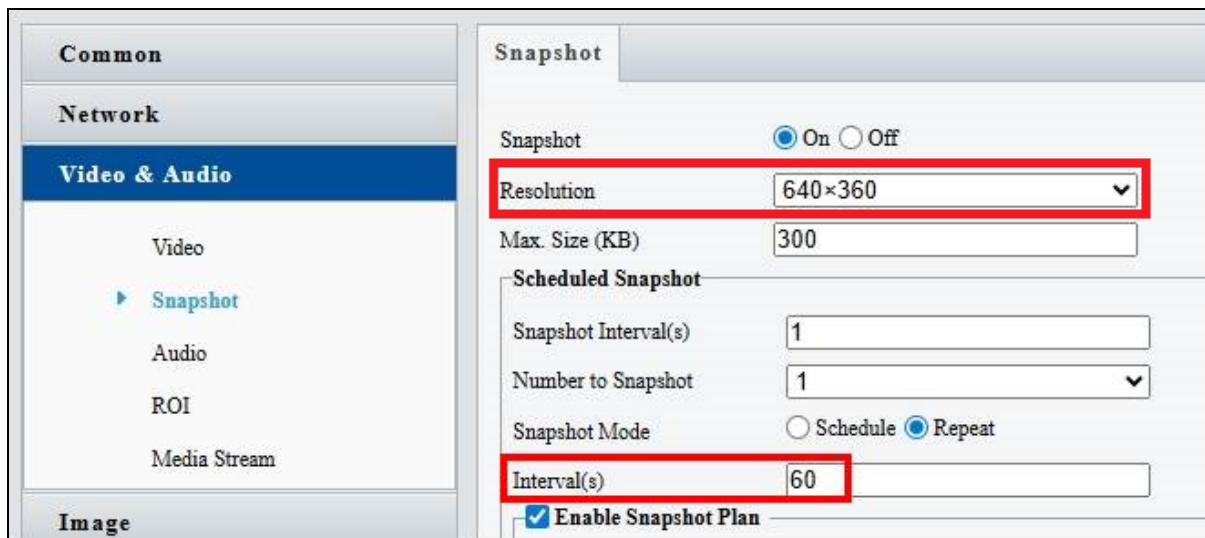 Common
Network
Video & Audio
Video
Snapshot
Audio
ROI
Media Stream
Image
Snapshot
Snapshot On Off
Resolution 640×360
Max. Size (KB) 300
Scheduled Snapshot
Snapshot Interval(s) 1
Number to Snapshot 1
Snapshot Mode Schedule Repeat
Interval(s) 60
Enable Snapshot Plan